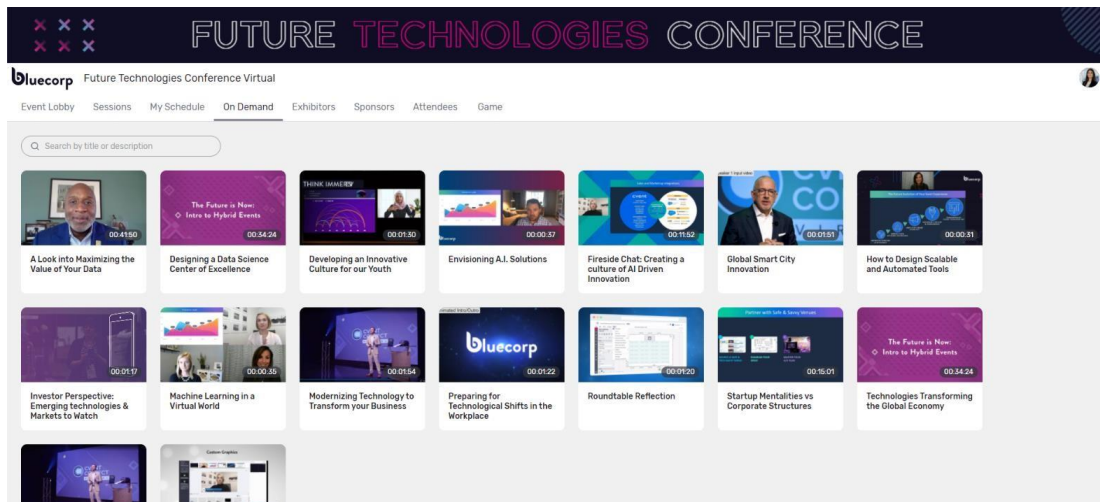 FUTURE TECHNOLOGIES CONFERENCE
bluecorp Future Technologies Conference Virtual
Event Lobby Sessions My Schedule On Demand Exhibitors Sponsors Attendees Game
Search by title or description
00:41:50
The Future is Now:
Intro to Hybrid Events
00:34:24
THINK IMMER
00:01:30
bluecorp
00:00:37
00:11:52
00:01:51
bluecorp
00:00:31
A Look into Maximizing the
Value of Your Data
Designing a Data Science
Center of Excellence
Developing an Innovative
Culture for our Youth
Envisioning A.I. Solutions
Fireside Chat: Creating a
culture of AI Driven
Innovation
Global Smart City
Innovation
How to Design Scalable
and Automated Tools
00:01:17
00:00:35
00:01:54
bluecorp
00:01:22
00:01:20
Partner with Safe & Savvy Venues
00:15:01
The Future is Now:
Intro to Hybrid Events
00:34:24
Investor Perspective:
Emerging technologies &
Markets to Watch
Machine Learning in a
Virtual World
Modernizing Technology to
Transform your Business
Preparing for
Technological Shifts in the
Workplace
Roundtable Reflection
Startup Mentalities vs
Corporate Structures
Technologies Transforming
the Global Economy
Custom Graphics